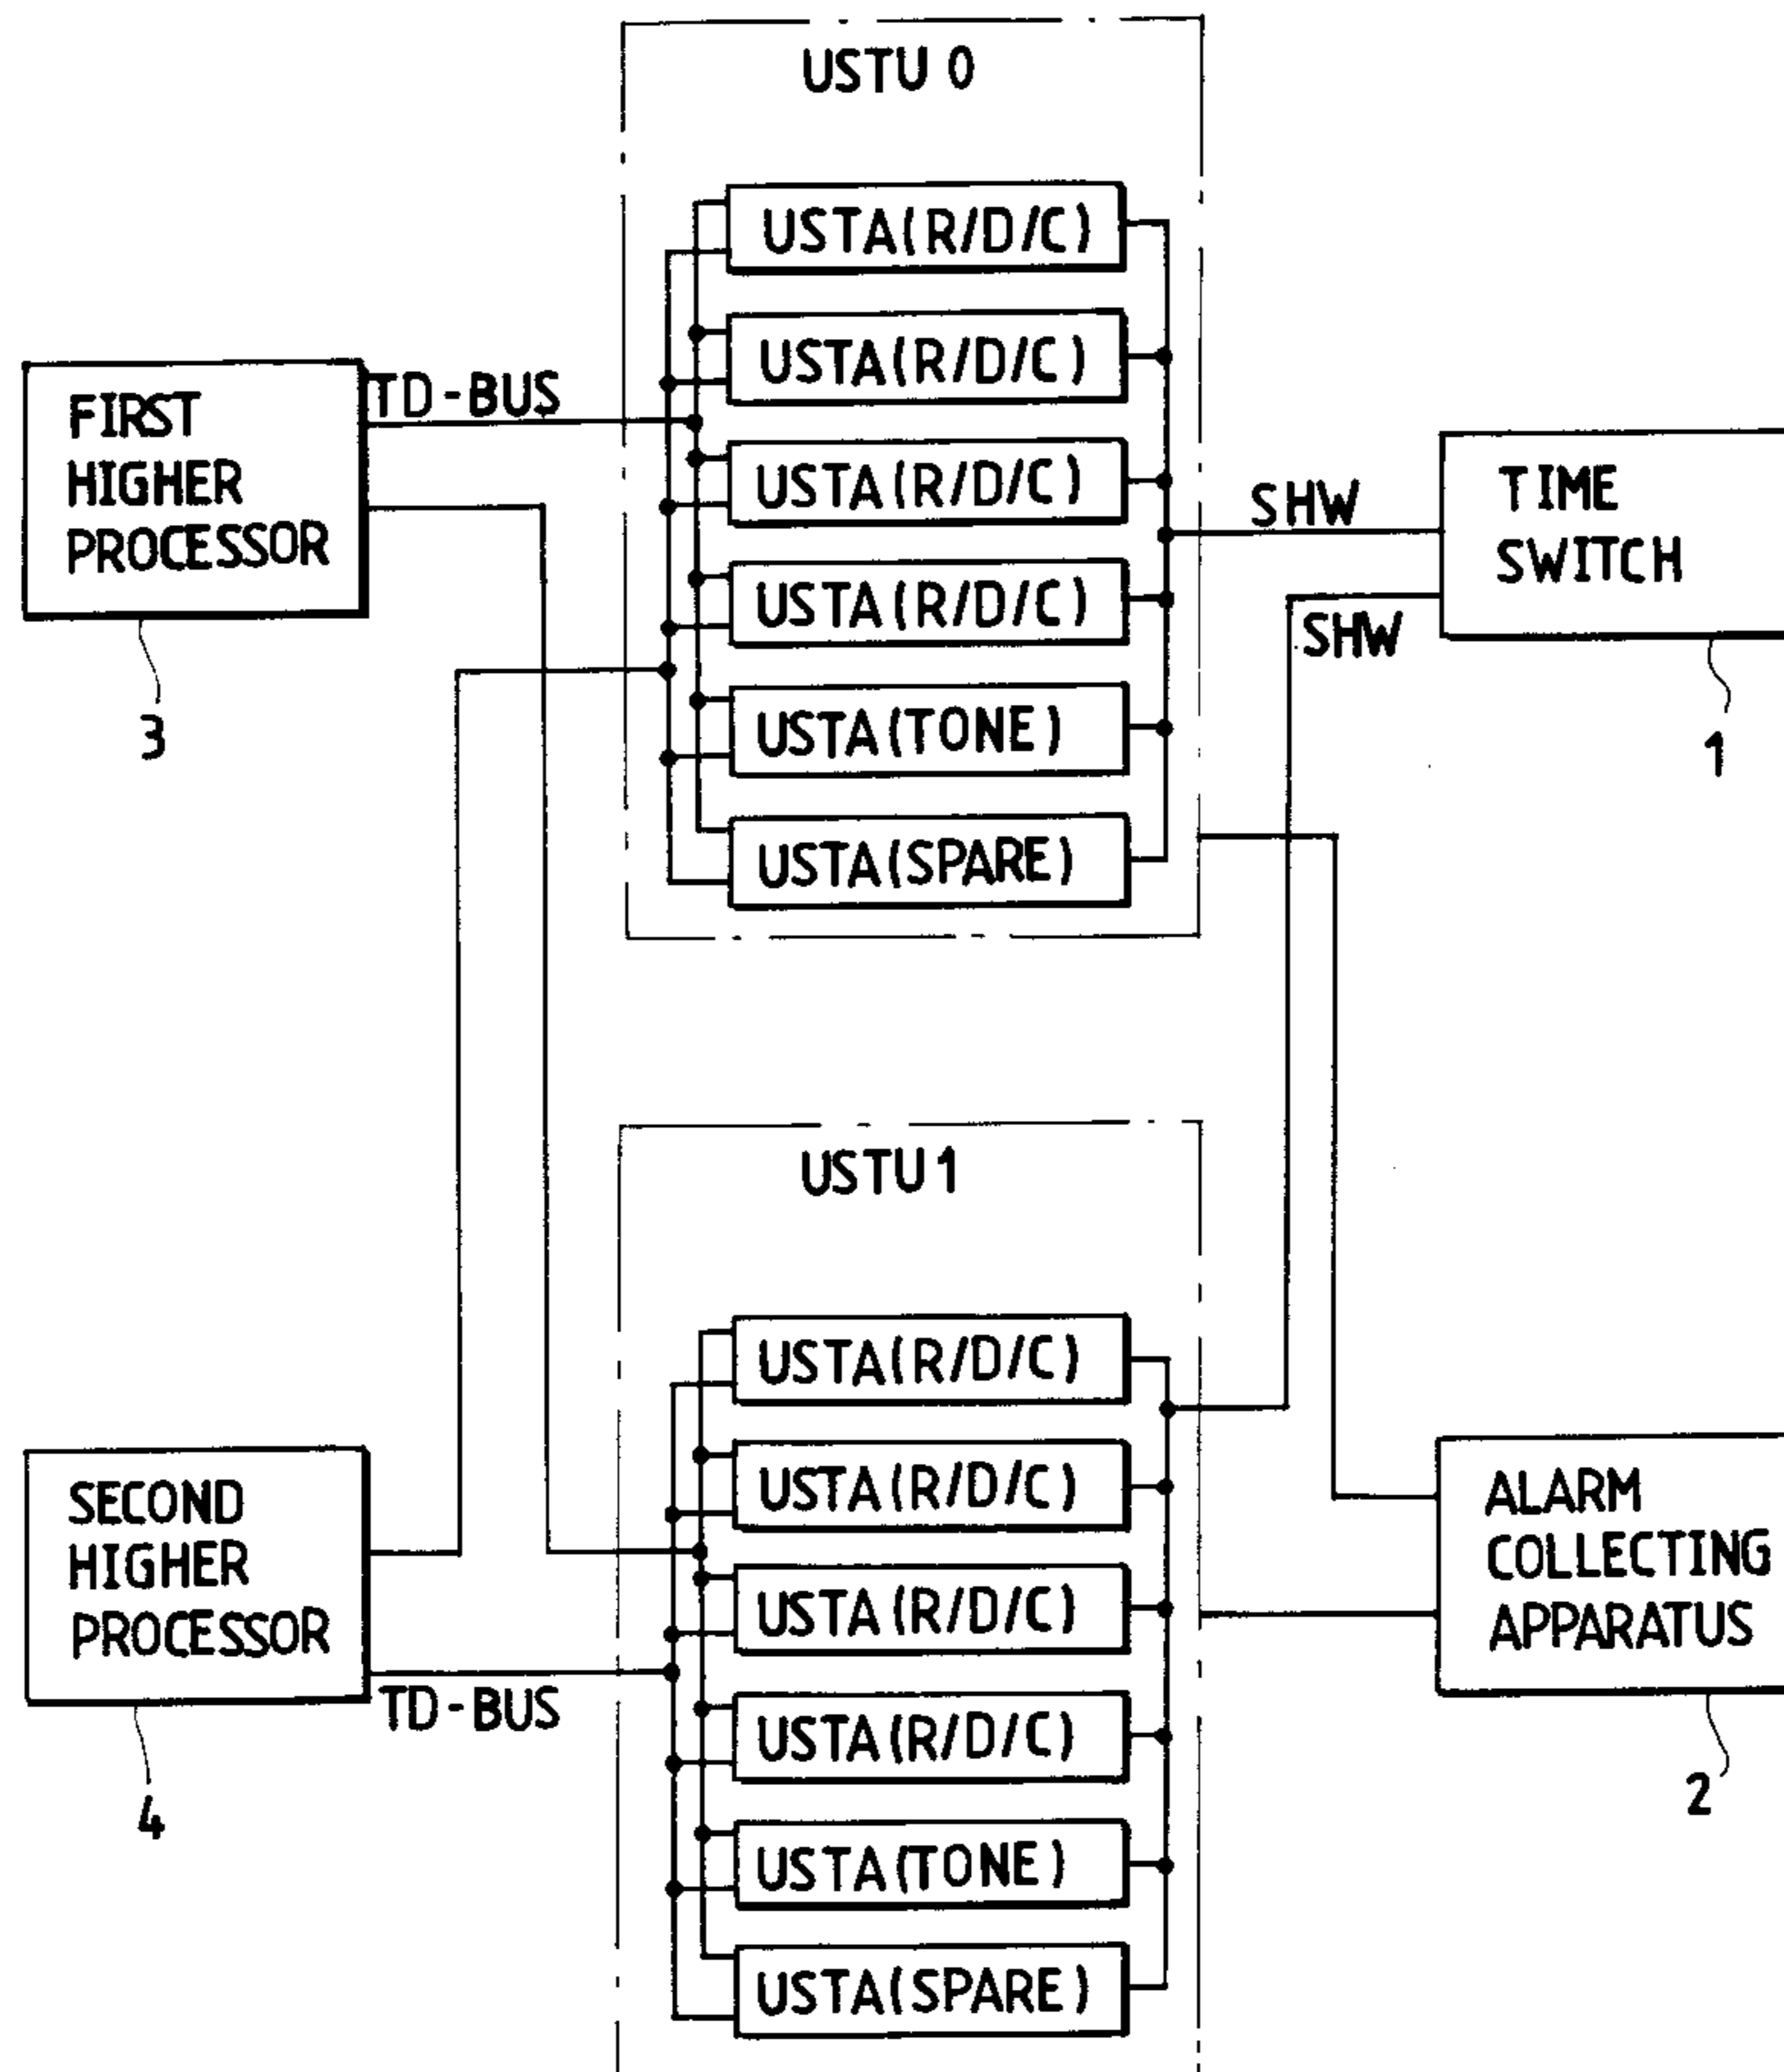 USTU 0
USTA(R/D/C)
USTA(R/D/C)
USTA(R/D/C)
USTA(R/D/C)
USTA(TONE)
USTA(SPARE)
FIRST
HIGHER
PROCESSOR
3
TD-BUS
SHW
SHW
TIME
SWITCH
1
USTU 1
USTA(R/D/C)
USTA(R/D/C)
USTA(R/D/C)
USTA(R/D/C)
USTA(TONE)
USTA(SPARE)
SECOND
HIGHER
PROCESSOR
4
TD-BUS
ALARM
COLLECTING
APPARATUS
2